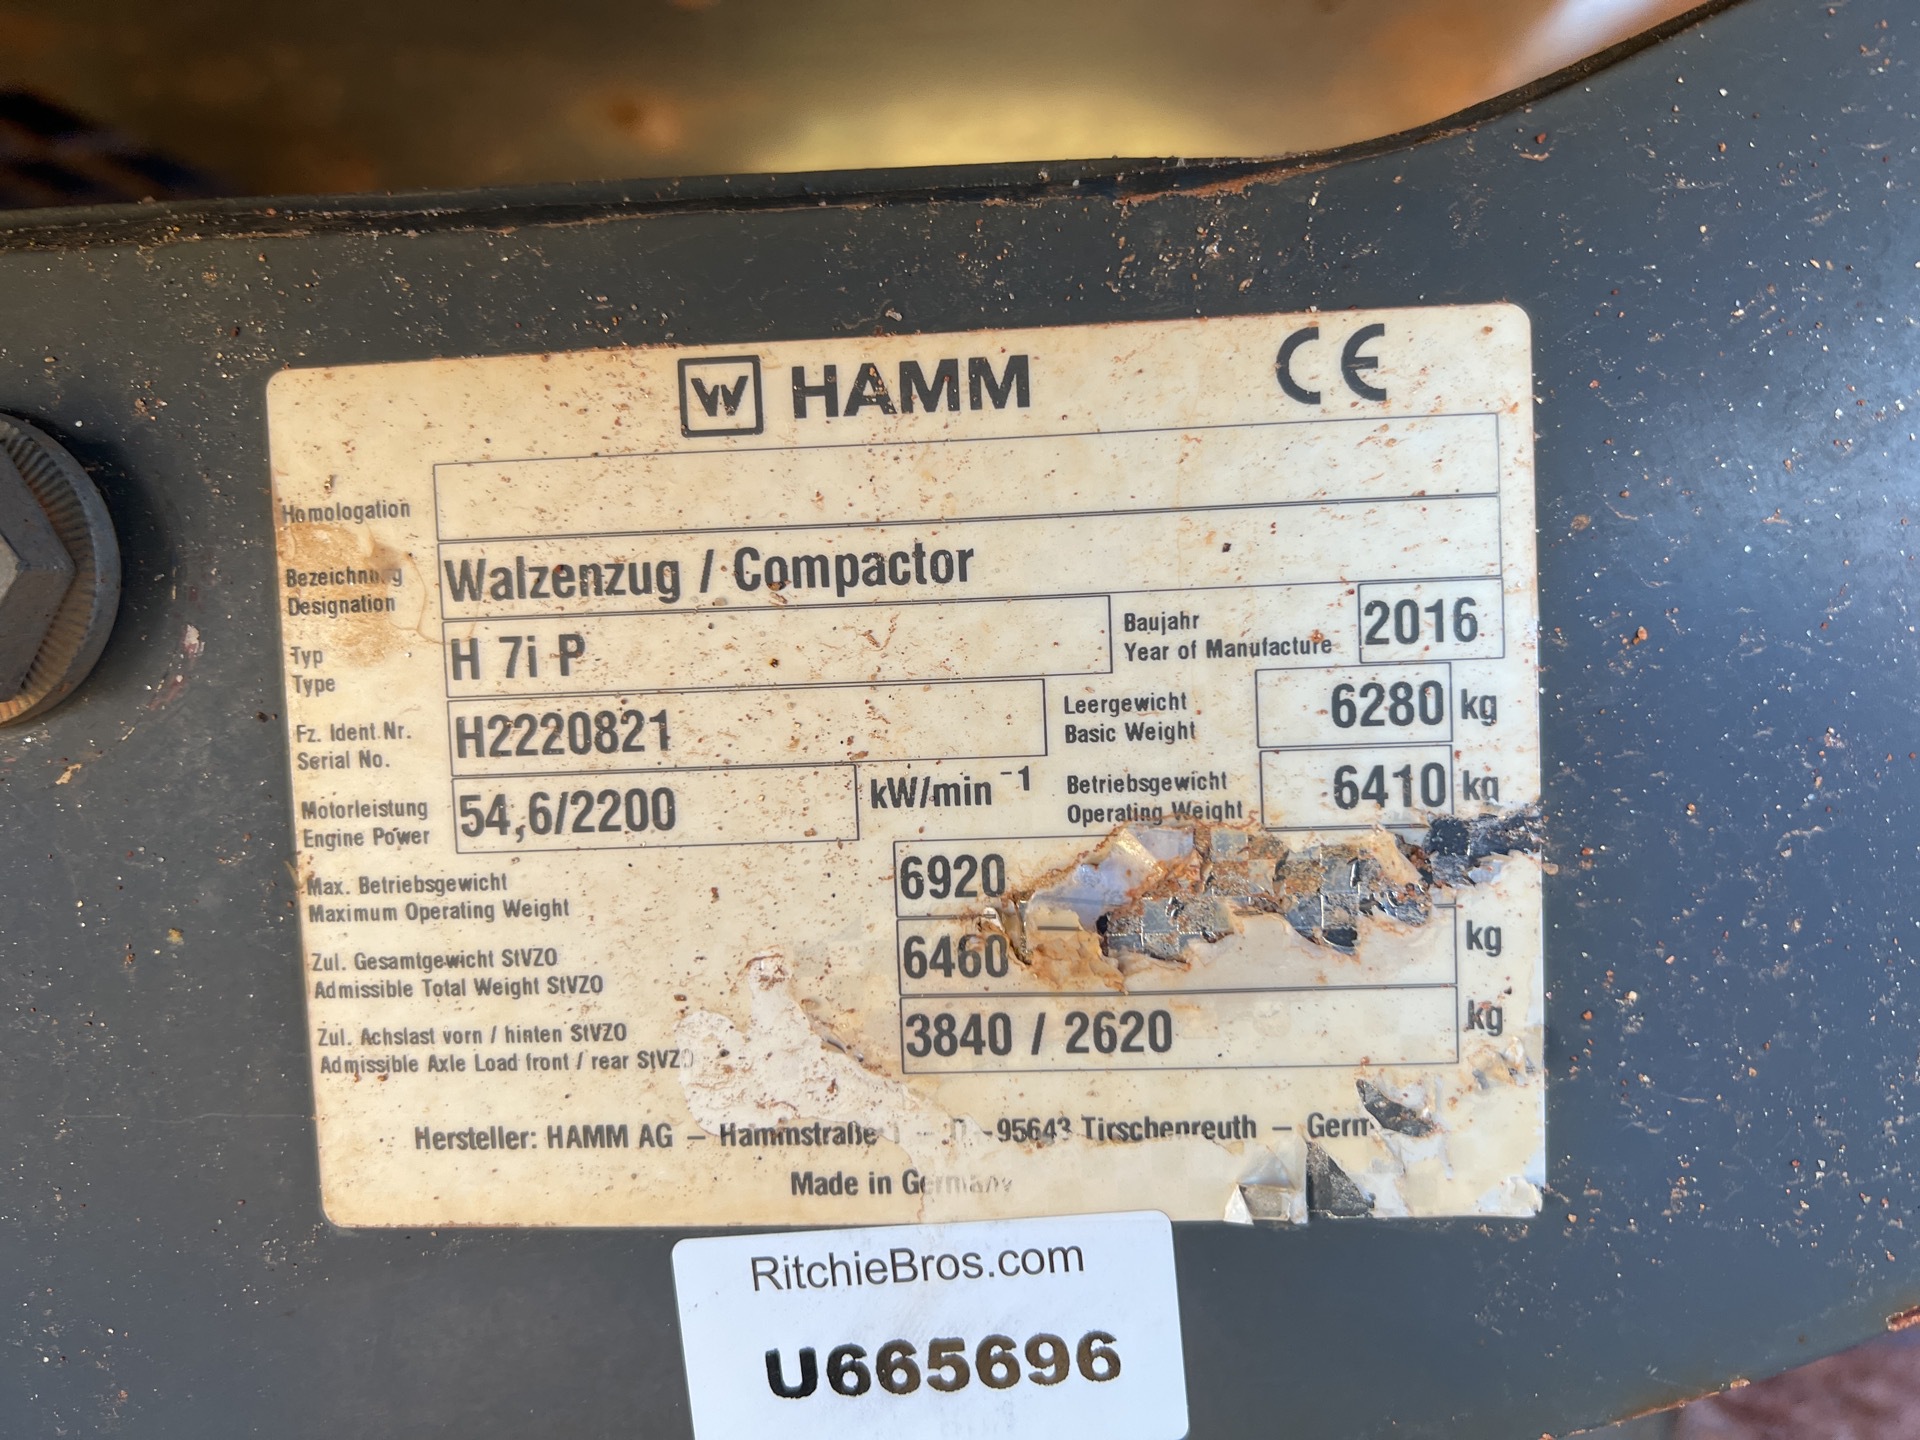 W HAMM CE
Homologation
Bezeichnung Walzenzug / Compactor
Designation
Typ H 7i P Baujahr 2016
Type Year of Manufacture
Fz. Ident.Nr. H2220821 Leergewicht 6280 kg
Serial No. Basic Weight
Motorleistung 54,6/2200 kW/min⁻¹ Betriebsgewicht 6410 kg
Engine Power Operating Weight
Max. Betriebsgewicht 6920
Maximum Operating Weight
Zul. Gesamtgewicht StVZO 6460 kg
Admissible Total Weight StVZO
Zul. Achslast vorn / hinten StVZO 3840 / 2620 kg
Admissible Axle Load front / rear StVZO
Hersteller: HAMM AG – Hammstraße – 95643 Tirschenreuth – Germ
Made in Germany
RitchieBros.com
U665696